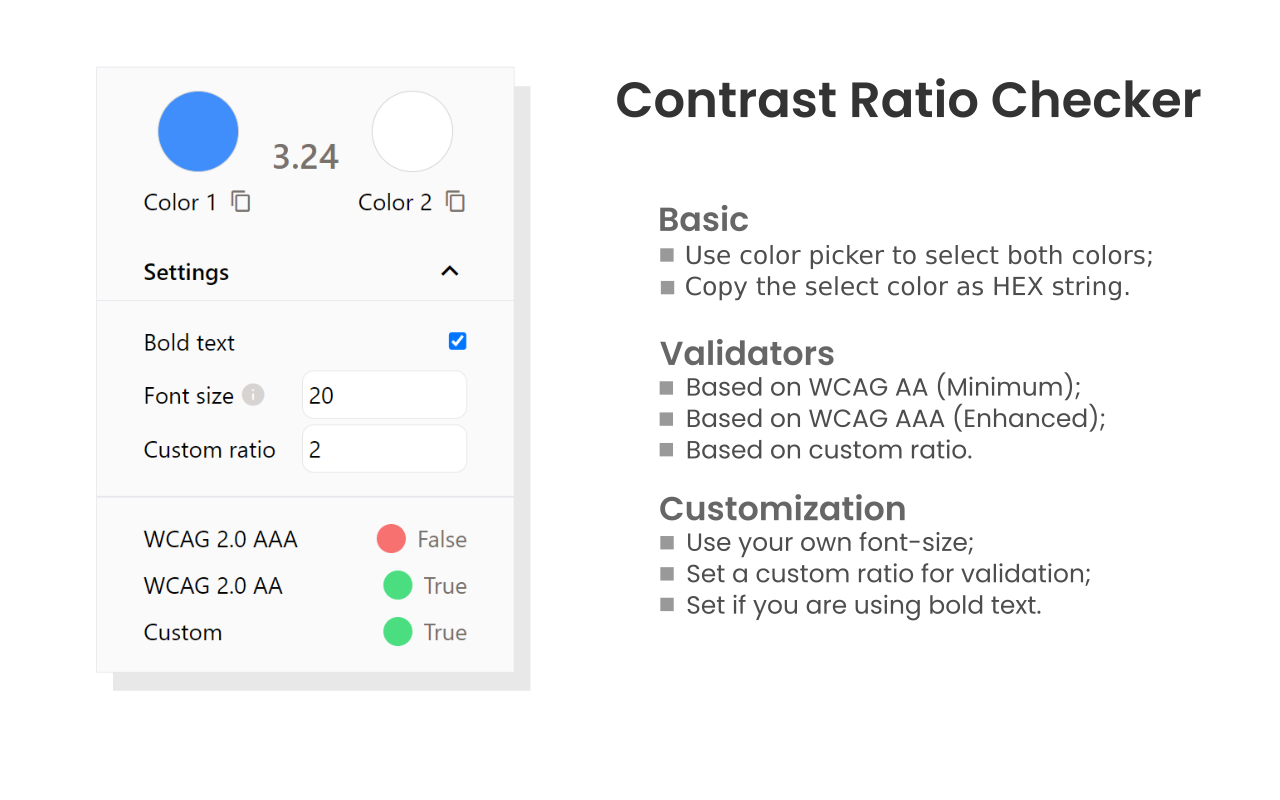 3.24
Color 1
Color 2
Settings
Bold text
Font size
20
Custom ratio
2
WCAG 2.0 AAA
False
WCAG 2.0 AA
True
Custom
True
Contrast Ratio Checker
Basic
Use color picker to select both colors;
Copy the select color as HEX string.
Validators
Based on WCAG AA (Minimum);
Based on WCAG AAA (Enhanced);
Based on custom ratio.
Customization
Use your own font-size;
Set a custom ratio for validation;
Set if you are using bold text.